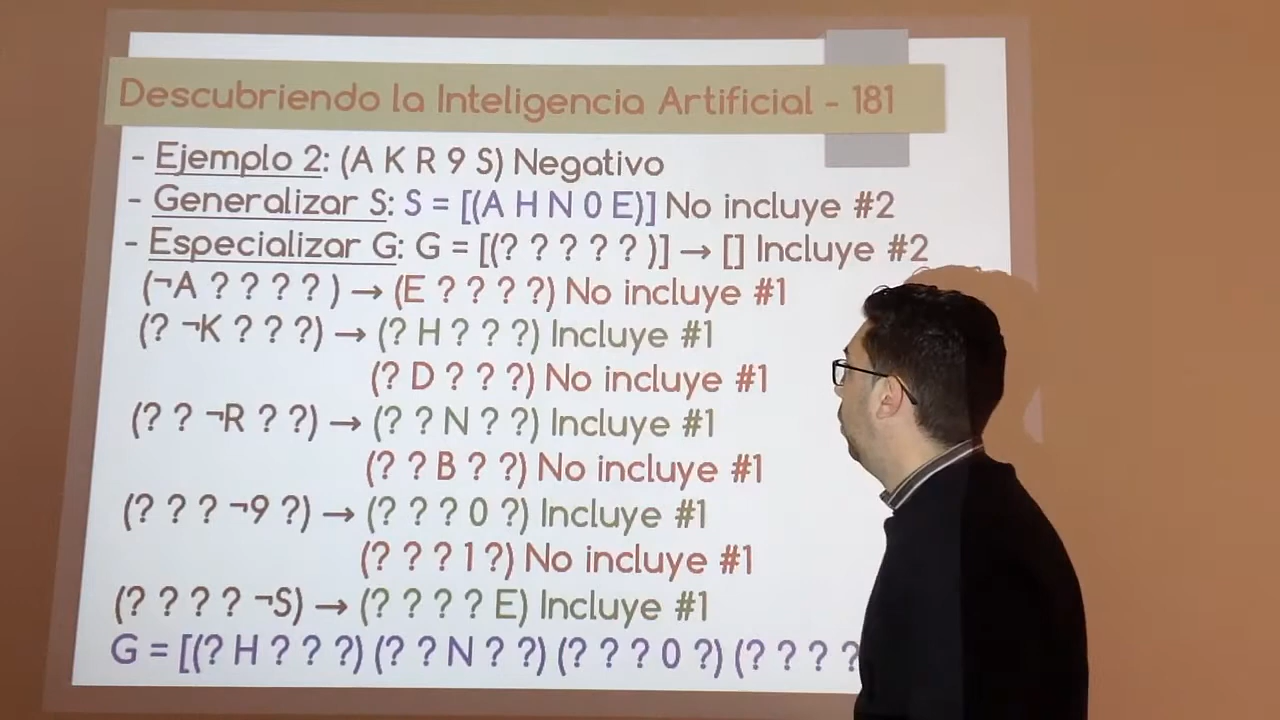 Descubriendo la Inteligencia Artificial - 181
- Ejemplo 2: (A K R 9 S) Negativo
- Generalizar S: S = [(A H N 0 E)] No incluye #2
- Especializar G: G = [(? ? ? ? ? )] → [] Incluye #2
(¬A ? ? ? ? ) → (E ? ? ? ?) No incluye #1
(? ¬K ? ? ?) → (? H ? ? ?) Incluye #1
(? D ? ? ?) No incluye #1
(? ? ¬R ? ?) → (? ? N ? ?) Incluye #1
(? ? B ? ?) No incluye #1
(? ? ? ¬9 ?) → (? ? ? 0 ?) Incluye #1
(? ? ? 1 ?) No incluye #1
(? ? ? ? ¬S) → (? ? ? ? E) Incluye #1
G = [(? H ? ? ?) (? ? N ? ?) (? ? ? 0 ?) (? ? ? ?